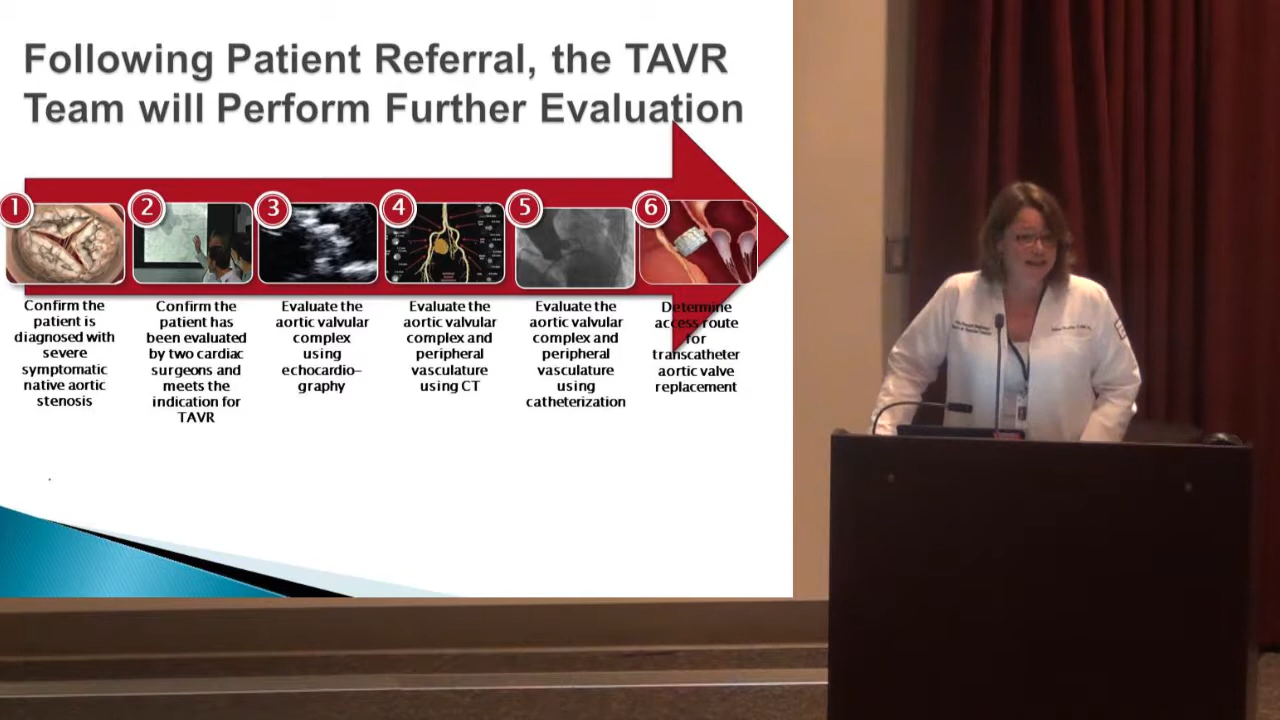 Following Patient Referral, the TAVR
Team will Perform Further Evaluation
1
2
3
4
5
6
Confirm the
patient is
diagnosed with
severe
symptomatic
native aortic
stenosis
Confirm the
patient has
been evaluated
by two cardiac
surgeons and
meets the
indication for
TAVR
Evaluate the
aortic valvular
complex
using
echocardio-
graphy
Evaluate the
aortic valvular
complex and
peripheral
vasculature
using CT
Evaluate the
aortic valvular
complex and
peripheral
vasculature
using
catheterization
Determine
access route
for
transcatheter
aortic valve
replacement